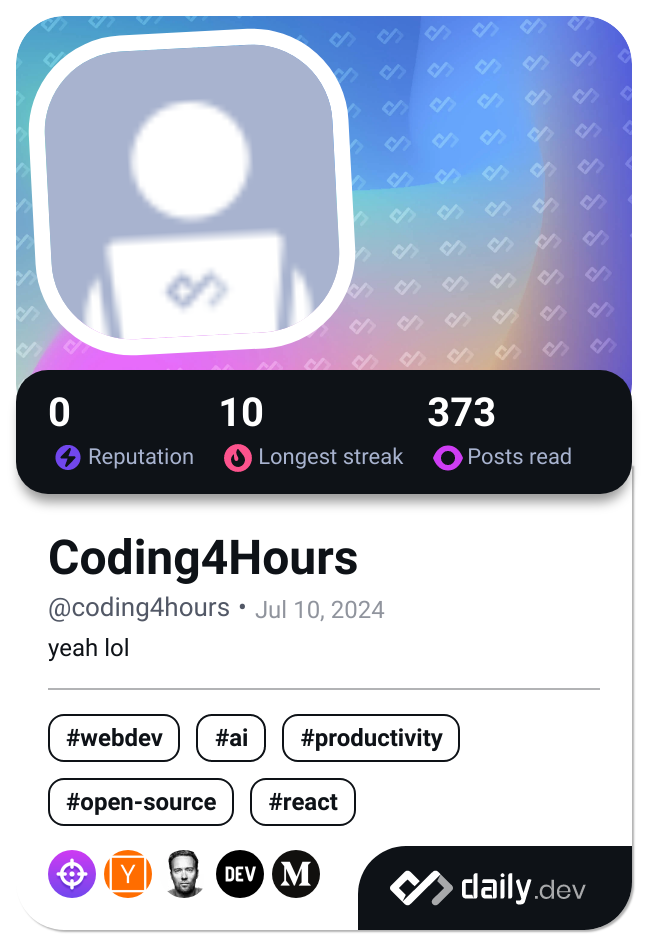 0 10 373
Reputation Longest streak Posts read
Coding4Hours
@coding4hours • Jul 10, 2024
yeah lol
#webdev #ai #productivity
#open-source #react
Y DEV M
daily.dev